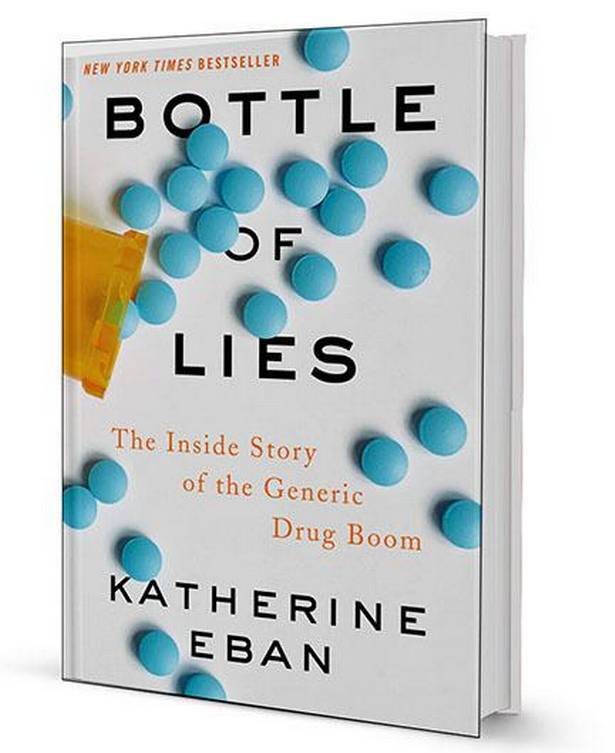 NEW YORK TIMES BESTSELLER
BOTTLE
OF
LIES
The Inside Story
of the Generic
Drug Boom
KATHERINE
EBAN